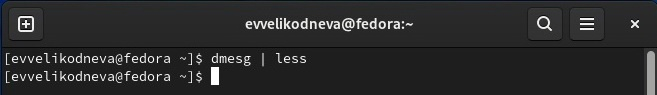 evvelikodneva@fedora:~
[evvelikodneva@fedora ~]$ dmesg | less
[evvelikodneva@fedora ~]$